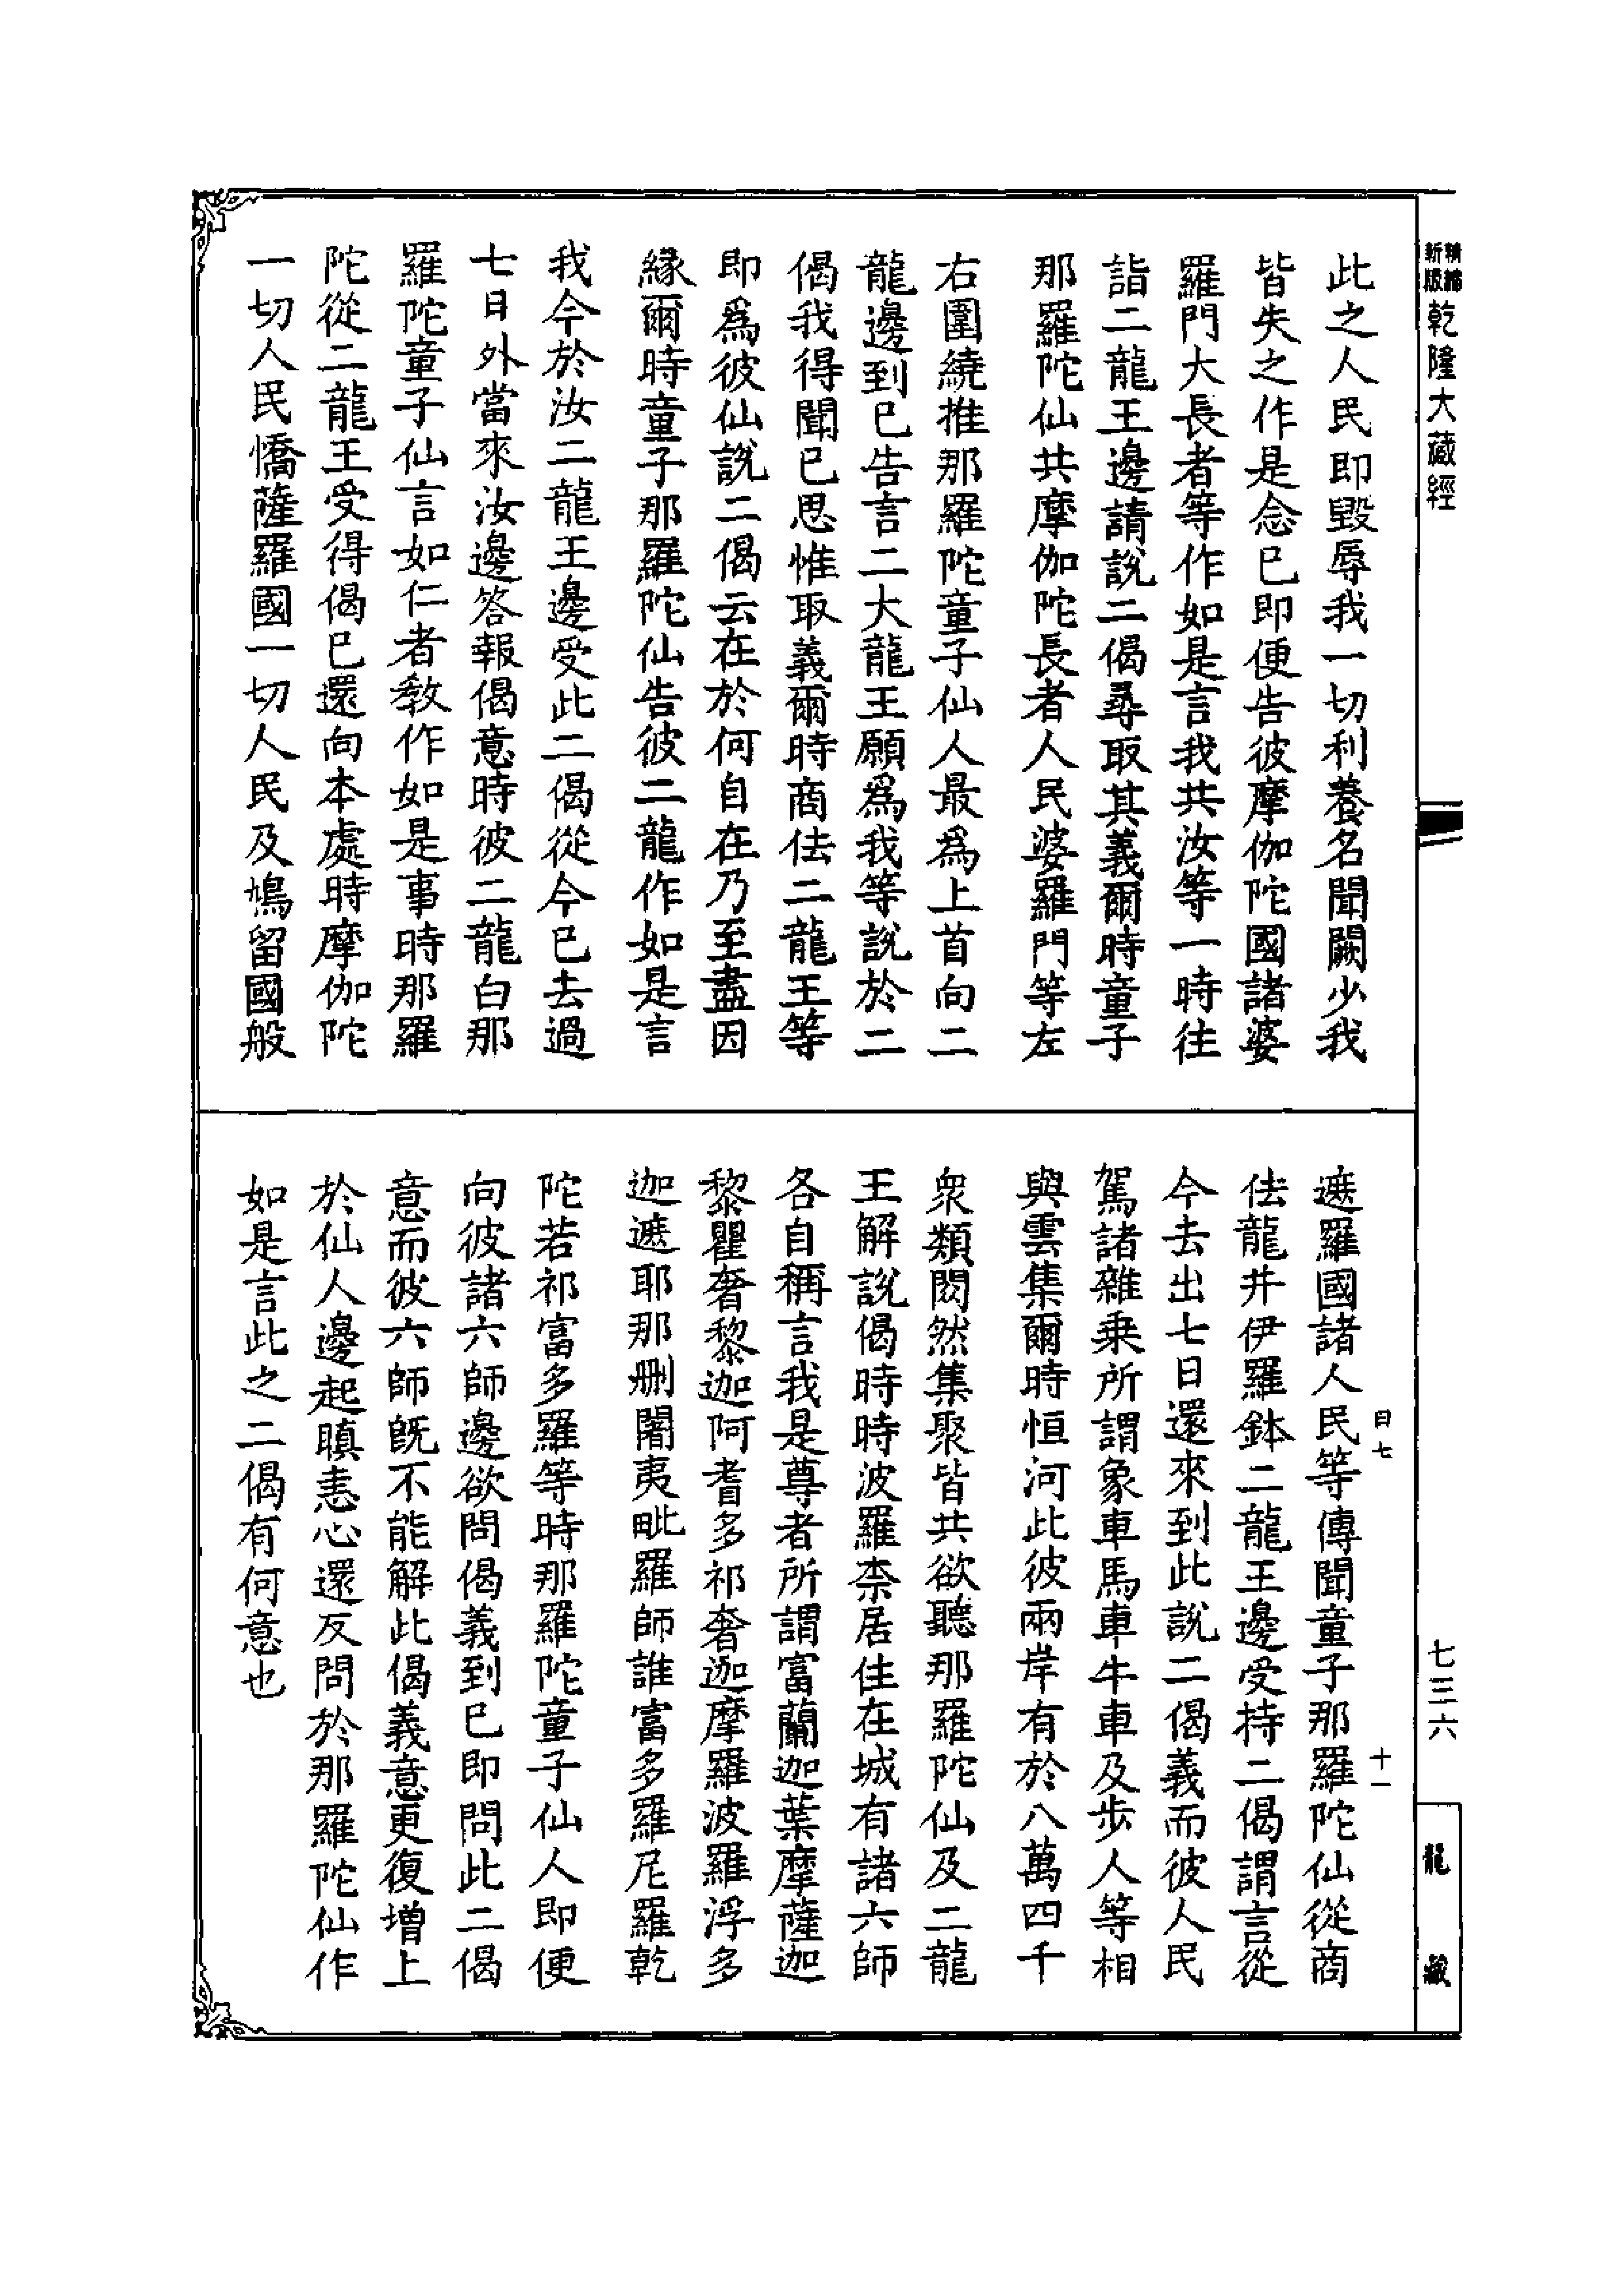 新版精編
乾隆大藏經
此之人民即毀辱我一切利養名聞闕少我
皆失之作是念已即便告彼摩伽陀國諸婆
羅門大長者等作如是言我共汝等一時往
詣二龍王邊請說二偈尋取其義爾時童子
那羅陀仙共摩伽陀長者人民婆羅門等左
右圍繞推那羅陀童子仙人最為上首向二
龍邊到已告言二大龍王願為我等說於二
偈我得聞已思惟取義爾時商佉二龍王等
即為彼仙說二偈云在於何自在乃至盡因
緣爾時童子那羅陀仙告彼二龍作如是言
我今於汝二龍王邊受此二偈從今已去過
七日外當來汝邊答報偈意時彼二龍白那
羅陀童子仙言如仁者教作如是事時那羅
陀從二龍王受得偈已還向本處時摩伽陀
一切人民憍薩羅國一切人民及鳩留國般
遮羅國諸人民等傳聞童子那羅陀仙從商
佉龍井伊羅鉢二龍王邊受持二偈謂言從
今去出七日還來到此說二偈義而彼人民
駕諸雜乘所謂象車馬車牛車及步人等相
與雲集爾時恒河此彼兩岸有於八萬四千
衆類閧然集聚皆共欲聽那羅陀仙及二龍
王解說偈時時波羅柰居住在城有諸六師
各自稱言我是尊者所謂富蘭迦葉摩薩迦
黎瞿奢黎迦阿耆多祁奢迦摩羅波羅浮多
迦遮耶那刪闍夷毗羅師誰富多羅尼羅乾
陀若祁富多羅等時那羅陀童子仙人即便
向彼諸六師邊欲問偈義到已即問此二偈
意而彼六師旣不能解此偈義意更復增上
於仙人邊起瞋恚心還反問於那羅陀仙作
如是言此之二偈有何意也
曰七
十一
七三六
龍藏